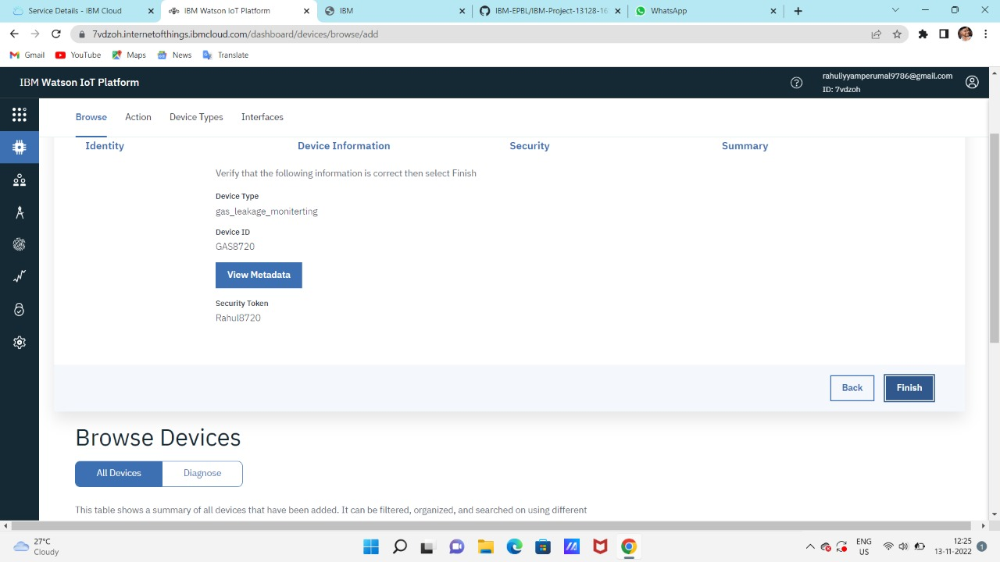 Service Details - IBM Cloud
IBM Watson IoT Platform
IBM
IBM-EPBL/IBM-Project-13128-16
WhatsApp
7vdzoh.internetofthings.ibmcloud.com/dashboard/devices/browse/add
Gmail
YouTube
Maps
News
Translate
IBM Watson IoT Platform
rahullyyamperumal9786@gmail.com
ID: 7vdzoh
Browse
Action
Device Types
Interfaces
Identity
Device Information
Security
Summary
Verify that the following information is correct then select Finish
Device Type
gas_leakage_moniterting
Device ID
GAS8720
View Metadata
Security Token
Rahul8720
Back
Finish
Browse Devices
All Devices
Diagnose
This table shows a summary of all devices that have been added. It can be filtered, organized, and searched on using different
27°C
Cloudy
ENG
US
12:25
13-11-2022
1